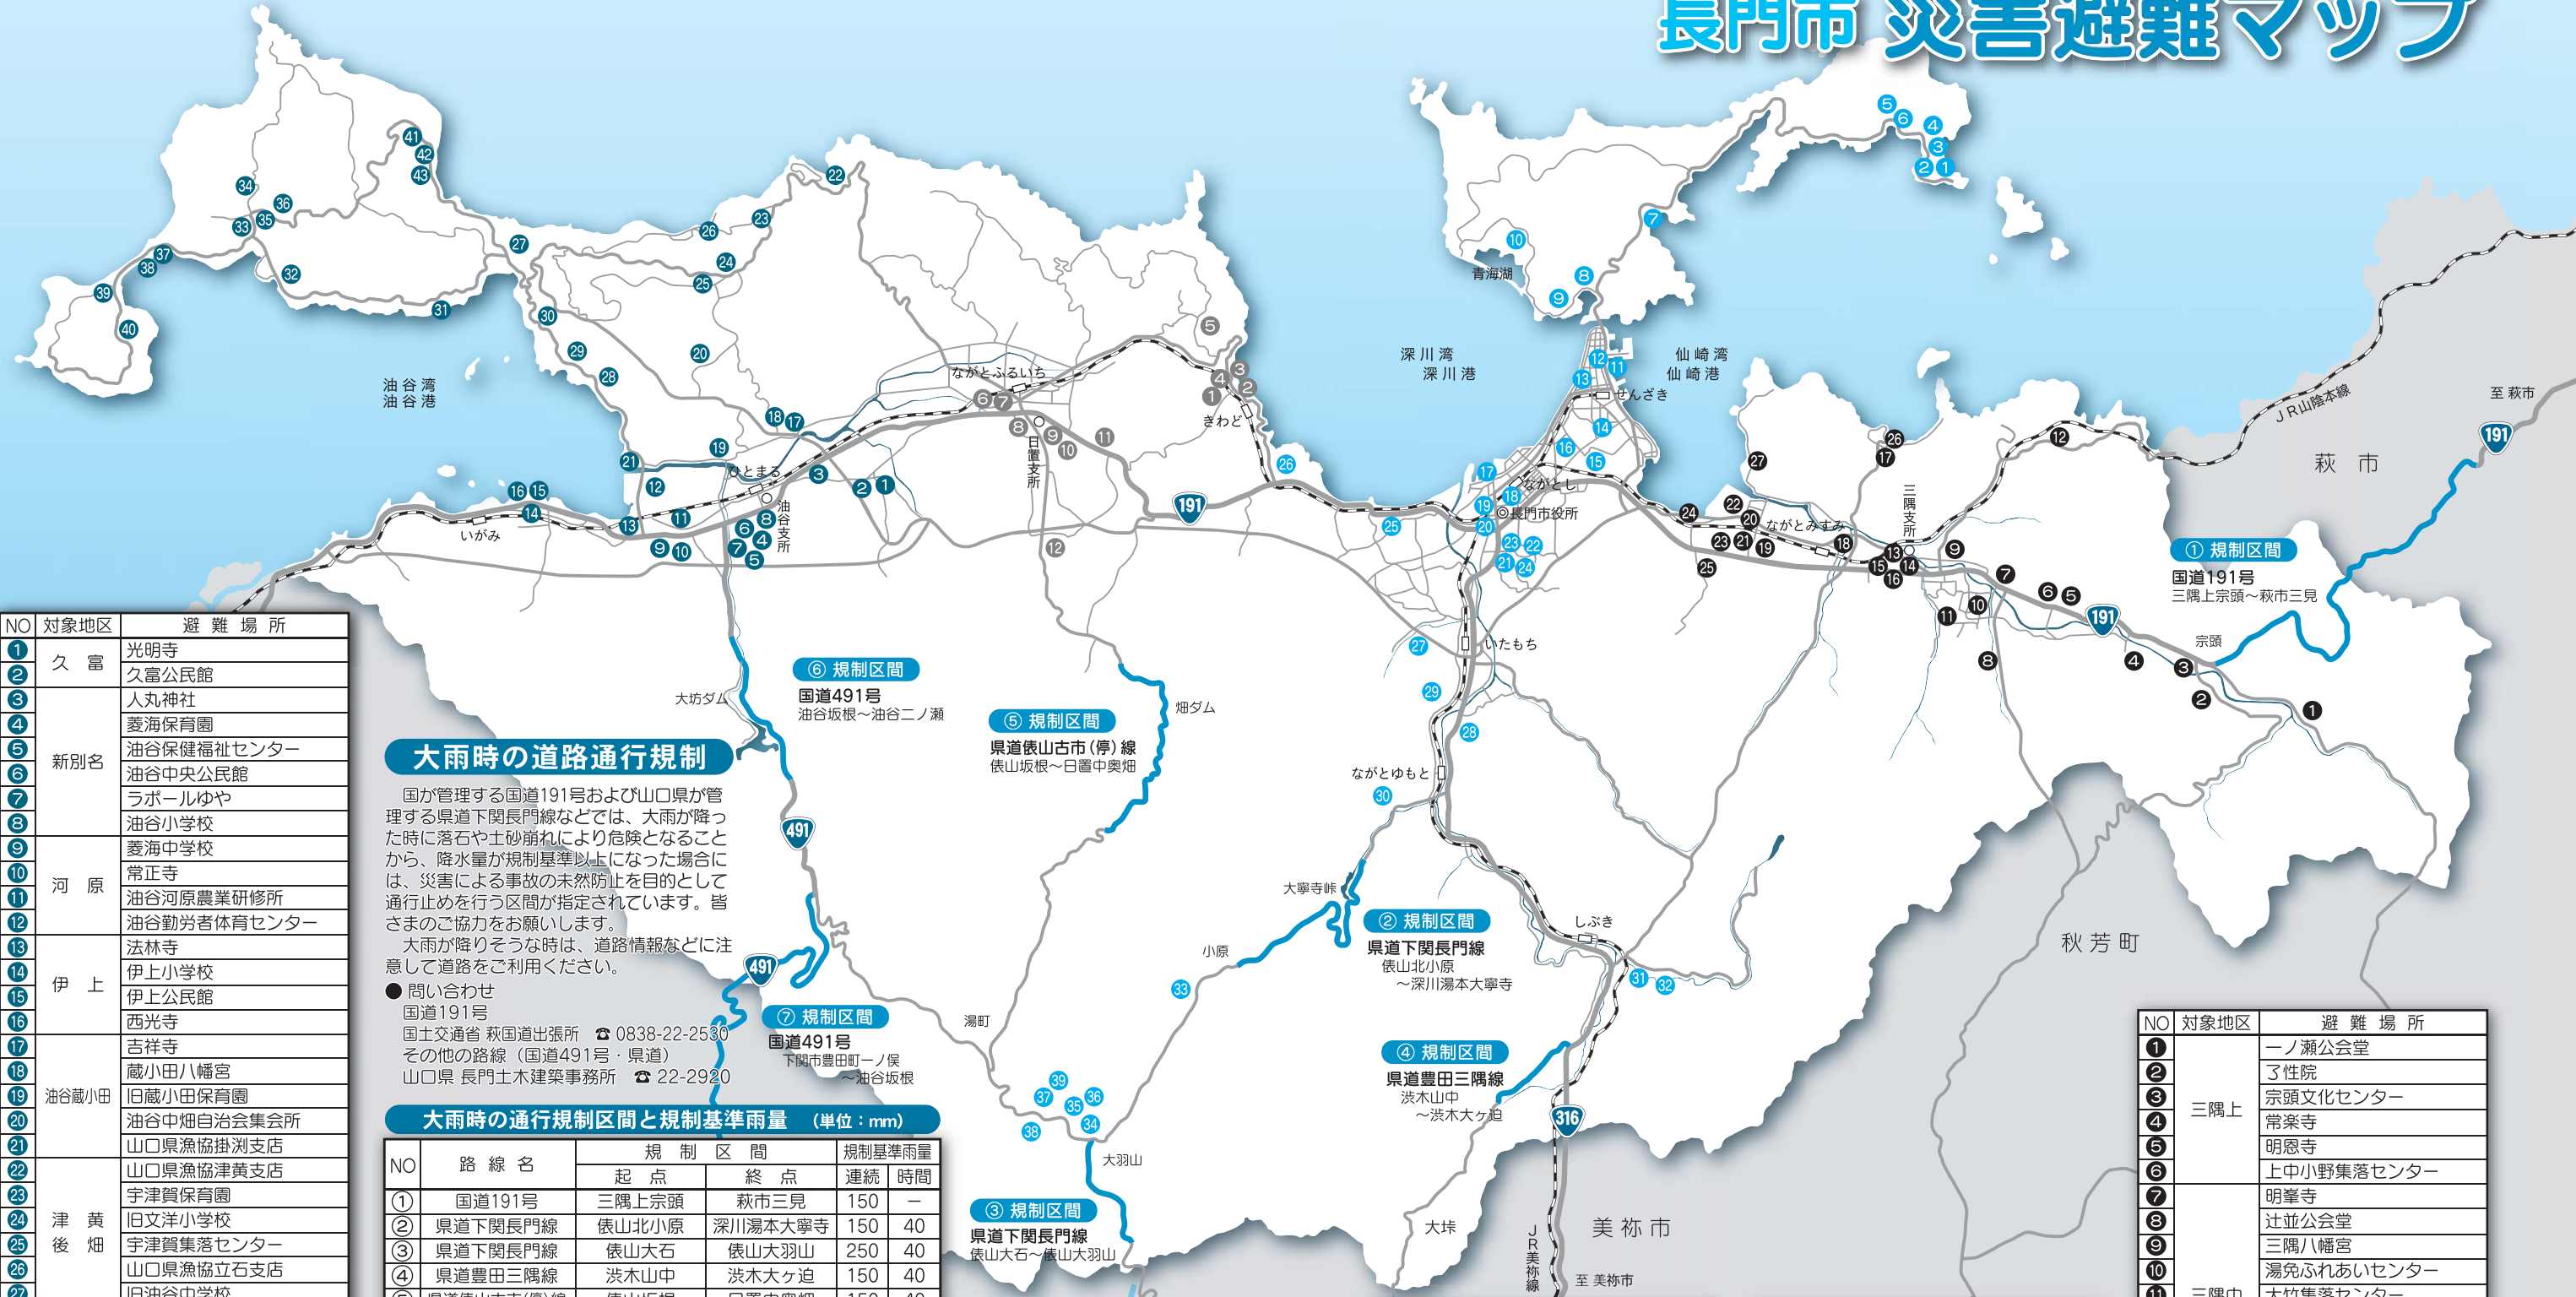 長門市 災害避難マップ
青海湖
深川湾
深川港
仙崎湾
仙崎港
油谷湾
油谷港
ながとふるいち
きわど
日置支所
ひとまる
油谷支所
いがみ
せんざき
ながとし
◎長門市役所
いたもち
ながとゆもと
しぶき
ながとみすみ
三隅支所
JR山陰本線
至 萩市
191
萩市
191
191
宗頭
① 規制区間
国道191号
三隅上宗頭～萩市三見
⑥ 規制区間
国道491号
油谷坂根～油谷二ノ瀬
大坊ダム
⑤ 規制区間
県道俵山古市(停)線
俵山坂根～日置中奥畑
畑ダム
491
491
⑦ 規制区間
国道491号
下関市豊田町一ノ俣
～油谷坂根
大寧寺峠
小原
② 規制区間
県道下関長門線
俵山北小原
～深川湯本大寧寺
湯町
④ 規制区間
県道豊田三隅線
渋木山中
～渋木大ヶ迫
316
大羽山
③ 規制区間
県道下関長門線
俵山大石～俵山大羽山
大垰
JR美祢線
美祢市
至 美祢市
秋芳町
大雨時の道路通行規制
国が管理する国道191号および山口県が管
理する県道下関長門線などでは、大雨が降っ
た時に落石や土砂崩れにより危険となること
から、降水量が規制基準以上になった場合に
は、災害による事故の未然防止を目的として
通行止めを行う区間が指定されています。皆
さまのご協力をお願いします。
大雨が降りそうな時は、道路情報などに注
意して道路をご利用ください。
● 問い合わせ
国道191号
国土交通省 萩国道出張所 ☎ 0838-22-2530
その他の路線（国道491号・県道）
山口県 長門土木建築事務所 ☎ 22-2920
大雨時の通行規制区間と規制基準雨量 （単位：mm）
NO 路線名 規制区間 規制基準雨量
起点 終点 連続 時間
① 国道191号 三隅上宗頭 萩市三見 150 －
② 県道下関長門線 俵山北小原 深川湯本大寧寺 150 40
③ 県道下関長門線 俵山大石 俵山大羽山 250 40
④ 県道豊田三隅線 渋木山中 渋木大ヶ迫 150 40
NO 対象地区 避難場所
1 久富 光明寺
2 久富公民館
3 新別名 人丸神社
4 菱海保育園
5 油谷保健福祉センター
6 油谷中央公民館
7 ラポールゆや
8 油谷小学校
9 河原 菱海中学校
10 常正寺
11 油谷河原農業研修所
12 油谷勤労者体育センター
13 伊上 法林寺
14 伊上小学校
15 伊上公民館
16 西光寺
17 油谷蔵小田 吉祥寺
18 蔵小田八幡宮
19 旧蔵小田保育園
20 油谷中畑自治会集会所
21 山口県漁協掛渕支店
22 津黄後畑 山口県漁協津黄支店
23 宇津賀保育園
24 旧文洋小学校
25 宇津賀集落センター
26 山口県漁協立石支店
27 旧油谷中学校
NO 対象地区 避難場所
1 三隅上 一ノ瀬公会堂
2 了性院
3 宗頭文化センター
4 常楽寺
5 明恩寺
6 上中小野集落センター
7 明峯寺
8 辻並公会堂
9 三隅八幡宮
10 湯免ふれあいセンター
11 三隅中 大竹集落センター